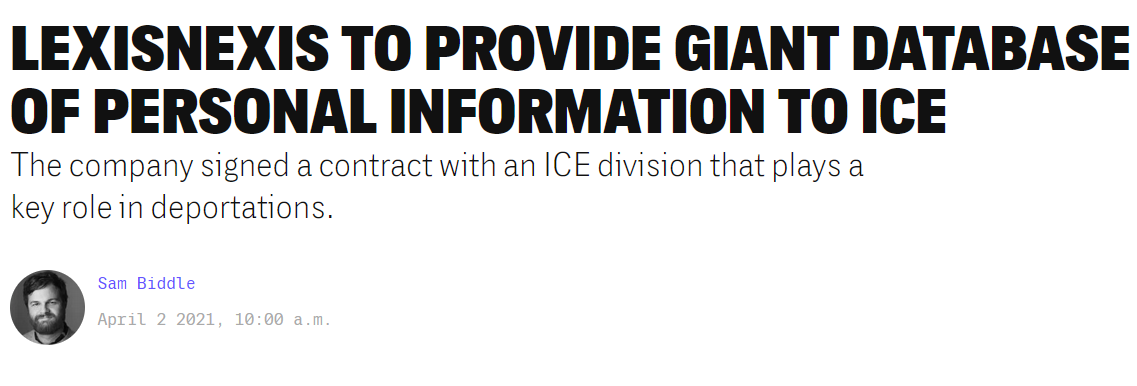 LEXISNEXIS TO PROVIDE GIANT DATABASE
OF PERSONAL INFORMATION TO ICE
The company signed a contract with an ICE division that plays a
key role in deportations.
Sam Biddle
April 2 2021, 10:00 a.m.